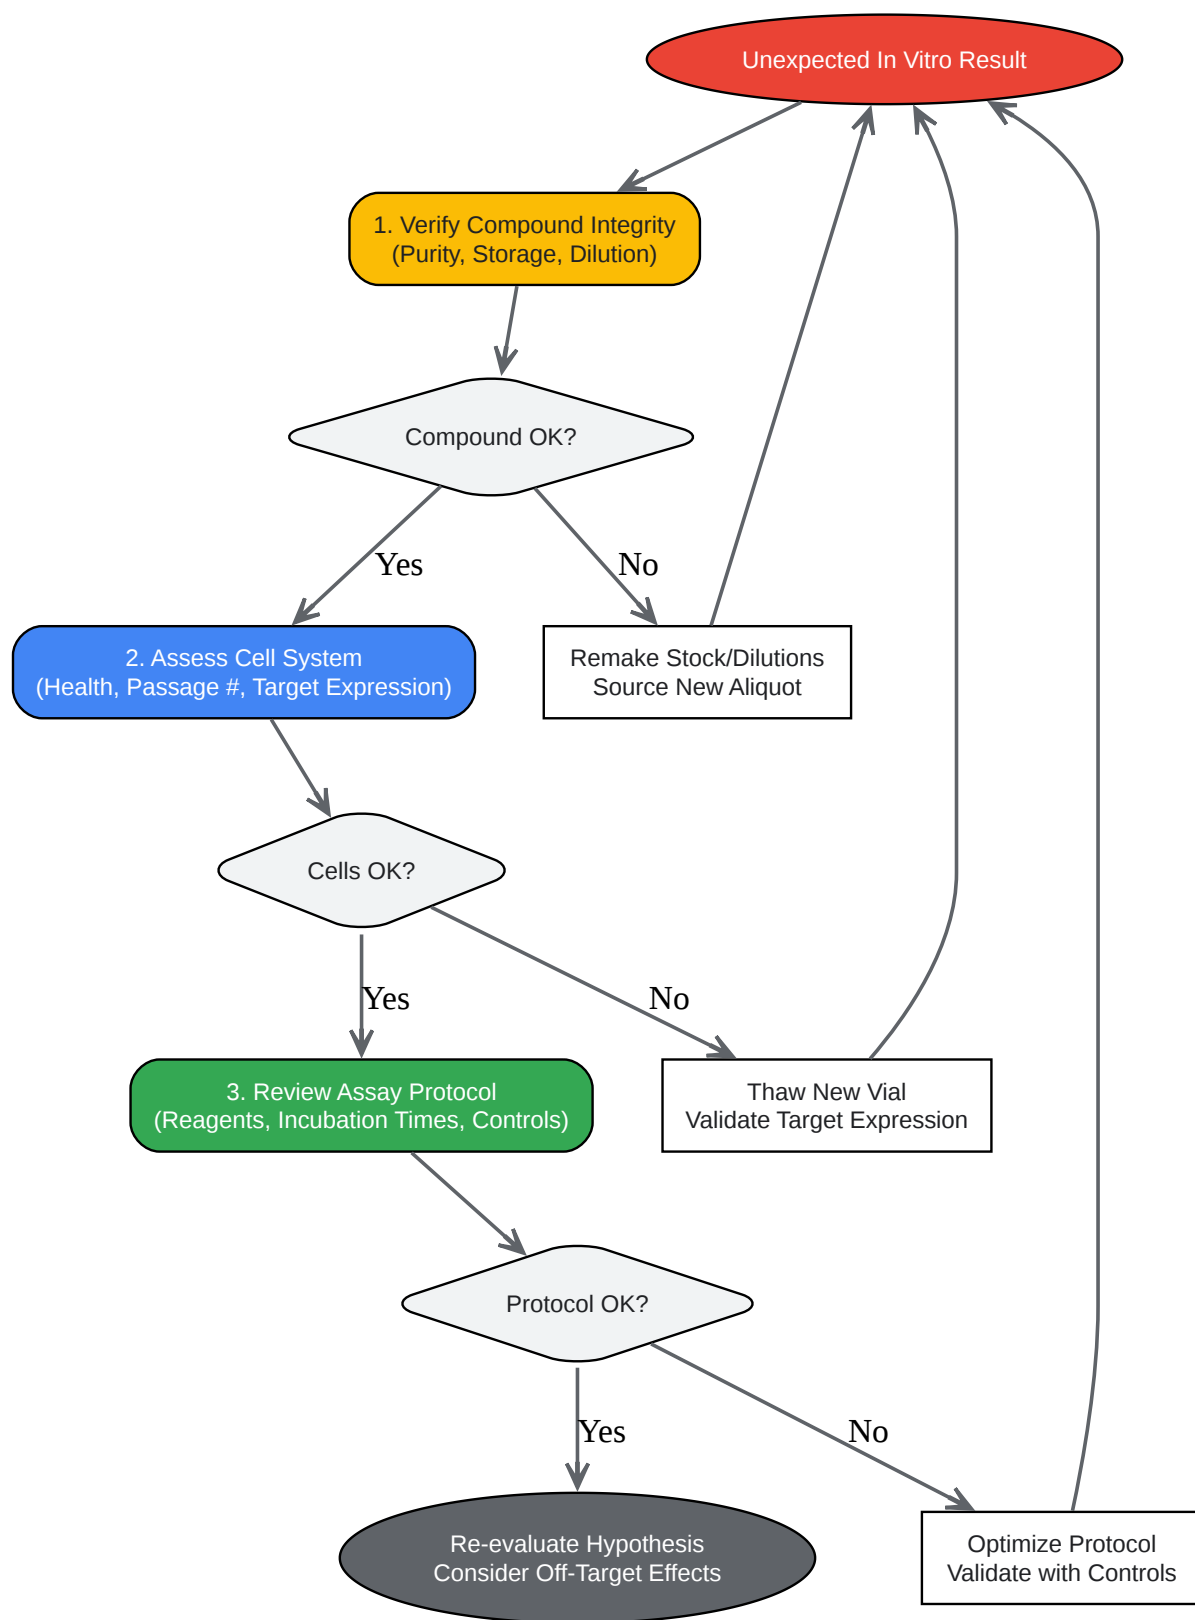 Unexpected In Vitro Result
1. Verify Compound Integrity
(Purity, Storage, Dilution)
Compound OK?
Yes
No
2. Assess Cell System
(Health, Passage #, Target Expression)
Remake Stock/Dilutions
Source New Aliquot
Cells OK?
Yes
No
3. Review Assay Protocol
(Reagents, Incubation Times, Controls)
Thaw New Vial
Validate Target Expression
Protocol OK?
Yes
No
Re-evaluate Hypothesis
Consider Off-Target Effects
Optimize Protocol
Validate with Controls